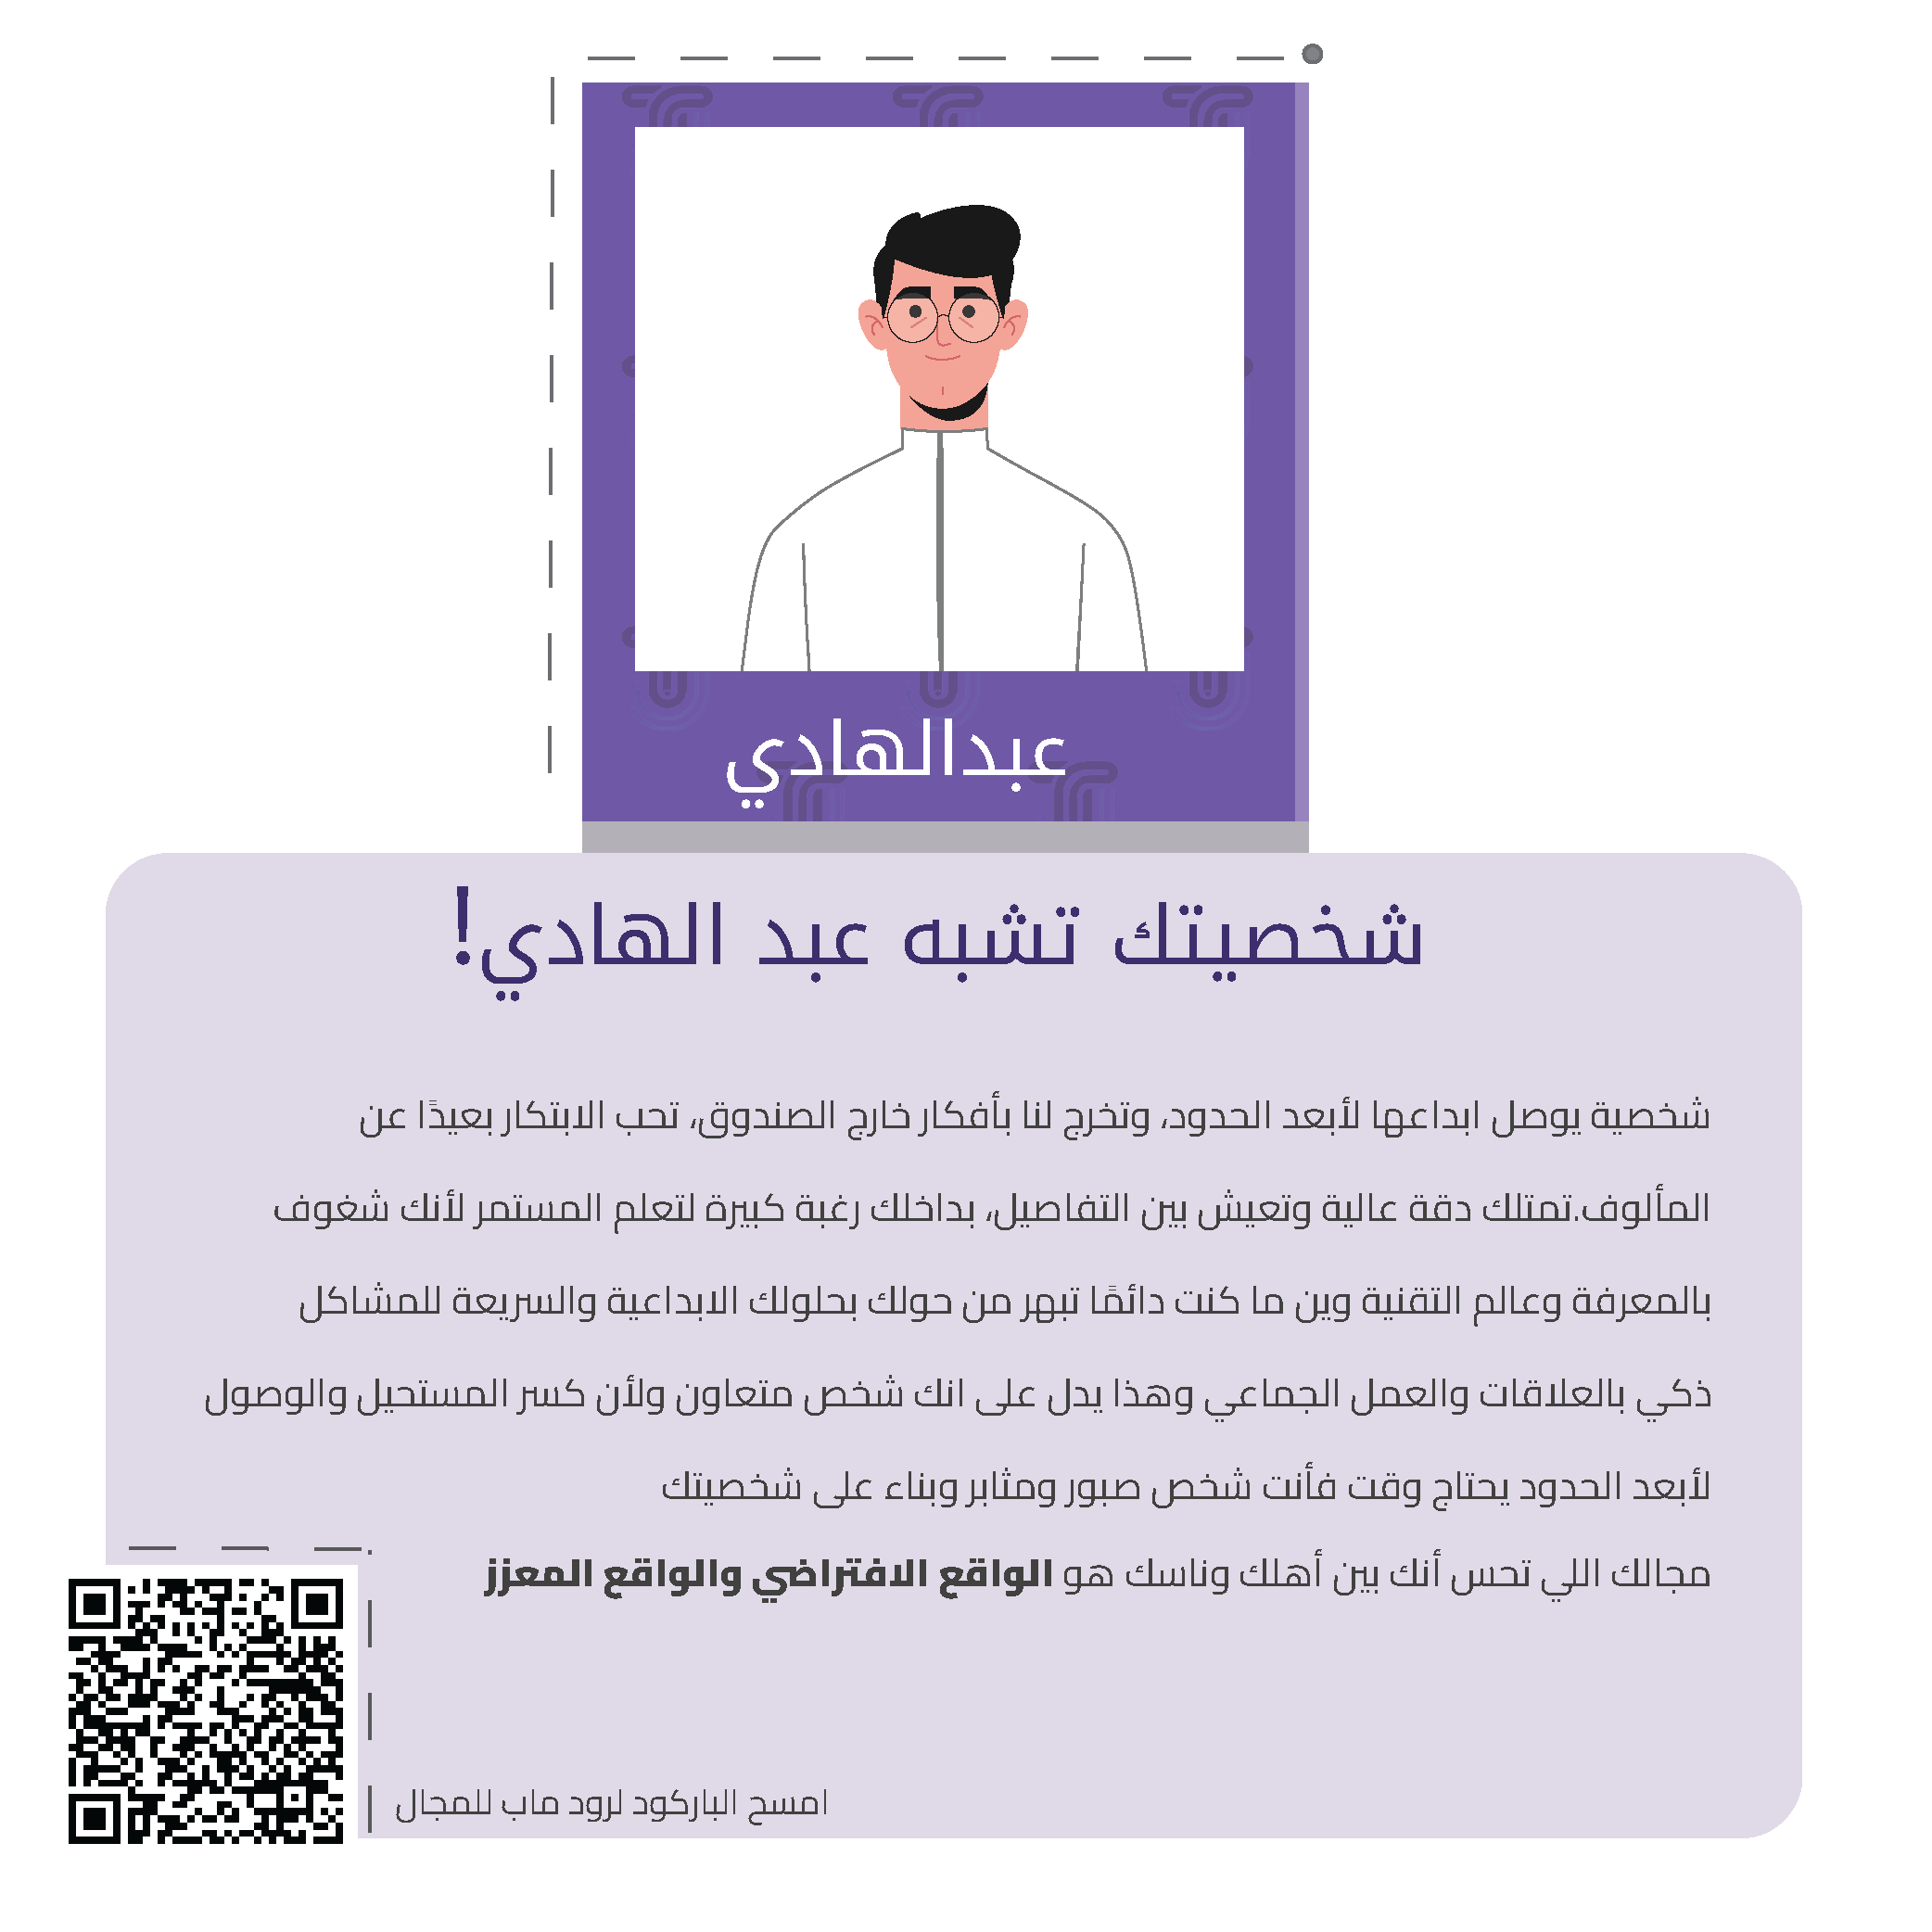 عبدالهادي
شخصيتك تشبه عبد الهادي!
شخصية يوصل ابداعها لأبعد الحدود، وتخرج لنا بأفكار خارج الصندوق، تحب الابتكار بعيدًا عن
المألوف.تمتلك دقة عالية وتعيش بين التفاصيل، بداخلك رغبة كبيرة لتعلم المستمر لأنك شغوف
بالمعرفة وعالم التقنية وين ما كنت دائمًا تبهر من حولك بحلولك الابداعية والسريعة للمشاكل
ذكي بالعلاقات والعمل الجماعي وهذا يدل على انك شخص متعاون ولأن كسر المستحيل والوصول
لأبعد الحدود يحتاج وقت فأنت شخص صبور ومثابر وبناء على شخصيتك
مجالك اللي تحس أنك بين أهلك وناسك هو الواقع الافتراضي والواقع المعزز
امسح الباركود لرود ماب للمجال